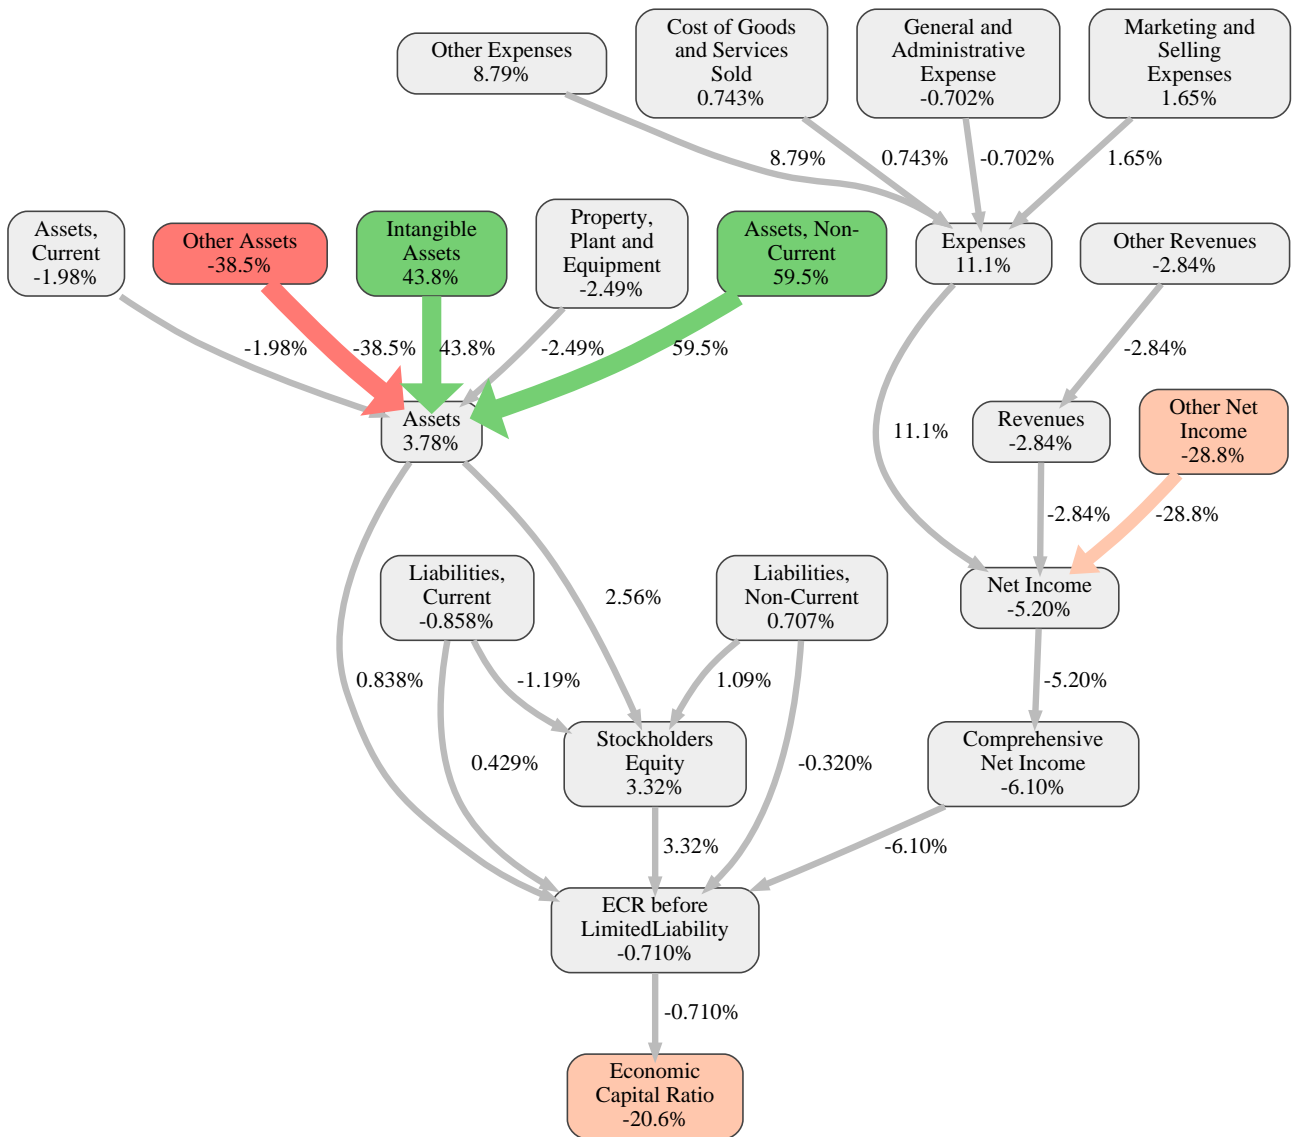 Other Expenses
8.79%
Cost of Goods
and Services
Sold
0.743%
General and
Administrative
Expense
-0.702%
Marketing and
Selling
Expenses
1.65%
8.79%
0.743%
-0.702%
1.65%
Assets,
Current
-1.98%
Other Assets
-38.5%
Intangible
Assets
43.8%
Property,
Plant and
Equipment
-2.49%
Assets, Non-
Current
59.5%
Expenses
11.1%
Other Revenues
-2.84%
-1.98%
-38.5%
43.8%
-2.49%
59.5%
-2.84%
Assets
3.78%
11.1%
Revenues
-2.84%
Other Net
Income
-28.8%
-2.84%
-28.8%
Liabilities,
Current
-0.858%
2.56%
Liabilities,
Non-Current
0.707%
Net Income
-5.20%
0.838%
-1.19%
1.09%
-5.20%
0.429%
Stockholders
Equity
3.32%
-0.320%
Comprehensive
Net Income
-6.10%
3.32%
-6.10%
ECR before
LimitedLiability
-0.710%
-0.710%
Economic
Capital Ratio
-20.6%